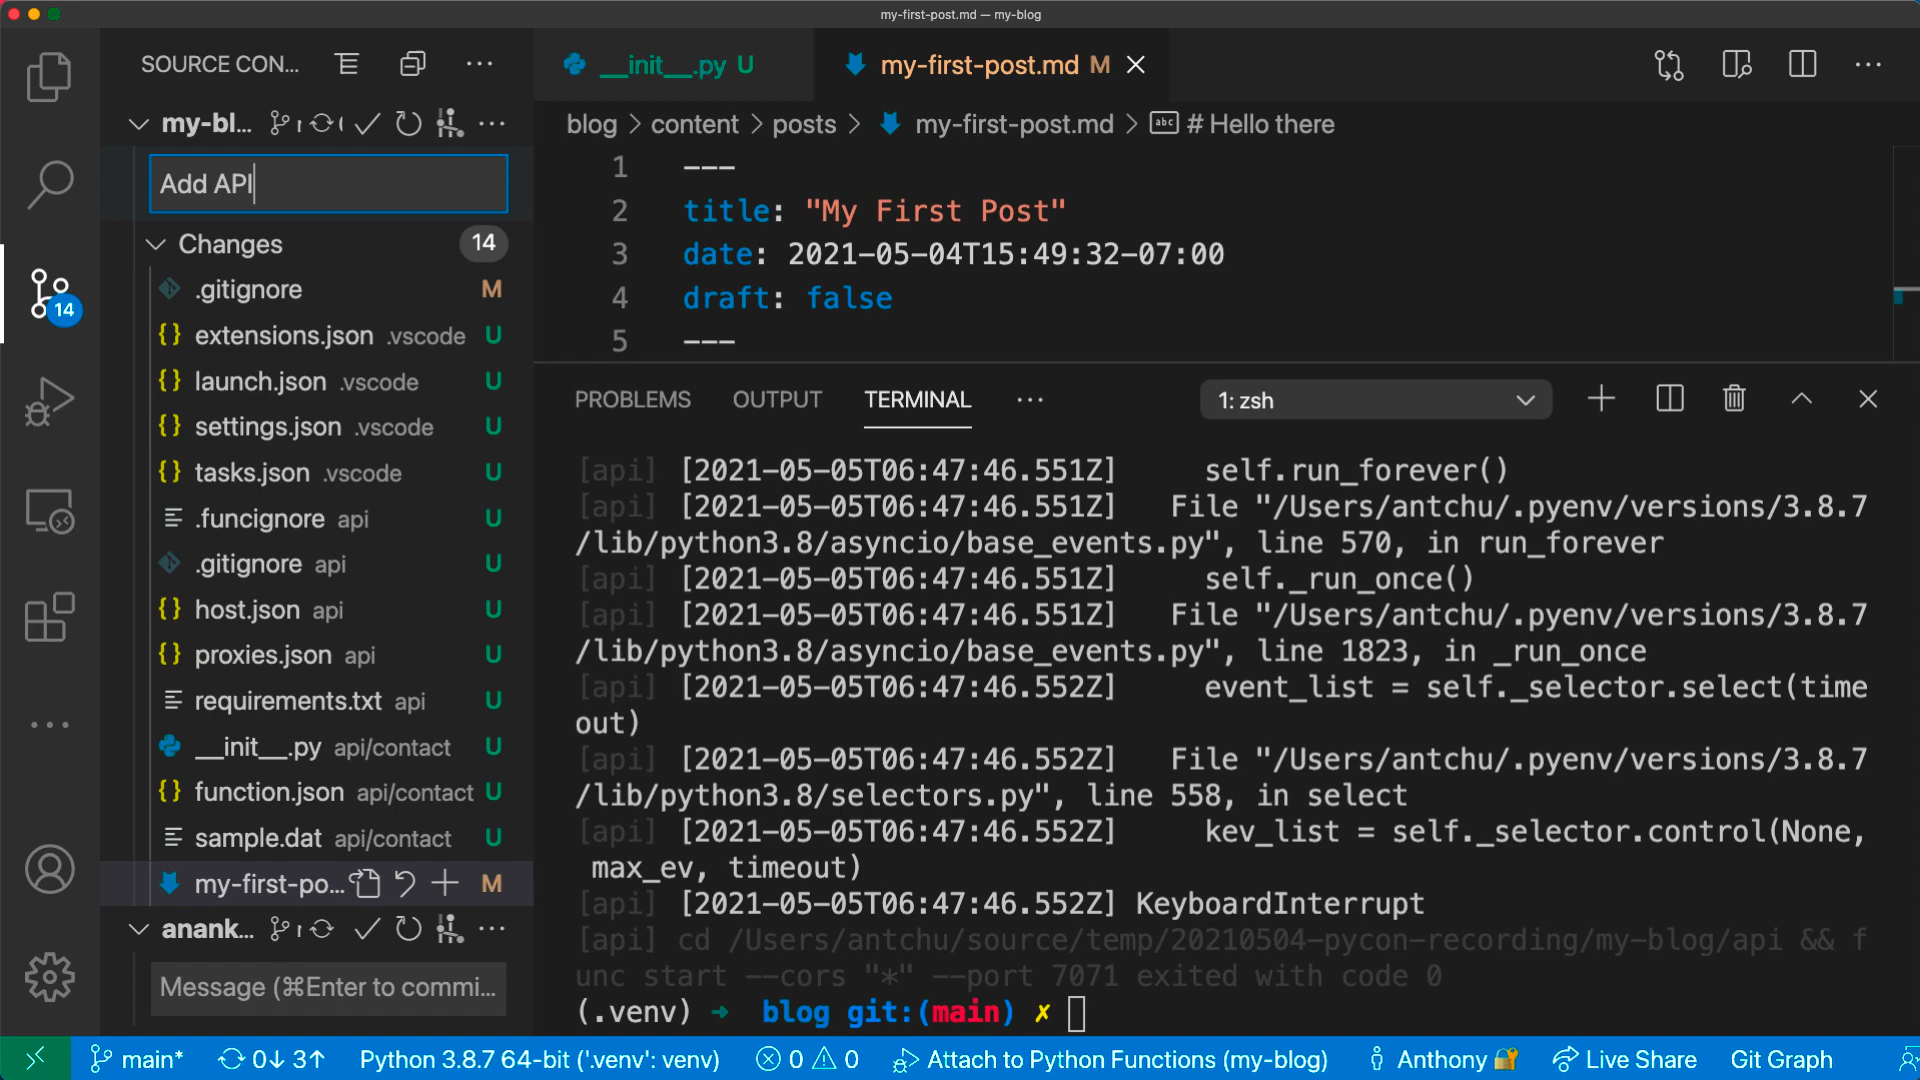 my-first-post.md — my-blog
SOURCE CON...
__init__.py U
my-first-post.md M
my-bl...
blog > content > posts > my-first-post.md > # Hello there
Add API
Changes 14
.gitignore M
extensions.json .vscode U
launch.json .vscode U
14
settings.json .vscode U
tasks.json .vscode U
.funcignore api U
.gitignore api U
host.json api U
proxies.json api U
requirements.txt api U
__init__.py api/contact U
function.json api/contact U
sample.dat api/contact U
my-first-po... M
anank...
Message (⌘Enter to commi...
1 ---
2 title: "My First Post"
3 date: 2021-05-04T15:49:32-07:00
4 draft: false
5 ---
PROBLEMS OUTPUT TERMINAL ... 1: zsh
[api] [2021-05-05T06:47:46.551Z]     self.run_forever()
[api] [2021-05-05T06:47:46.551Z]   File "/Users/antchu/.pyenv/versions/3.8.7
/lib/python3.8/asyncio/base_events.py", line 570, in run_forever
[api] [2021-05-05T06:47:46.551Z]     self._run_once()
[api] [2021-05-05T06:47:46.551Z]   File "/Users/antchu/.pyenv/versions/3.8.7
/lib/python3.8/asyncio/base_events.py", line 1823, in _run_once
[api] [2021-05-05T06:47:46.552Z]     event_list = self._selector.select(time
out)
[api] [2021-05-05T06:47:46.552Z]   File "/Users/antchu/.pyenv/versions/3.8.7
/lib/python3.8/selectors.py", line 558, in select
[api] [2021-05-05T06:47:46.552Z]     kev_list = self._selector.control(None,
 max_ev, timeout)
[api] [2021-05-05T06:47:46.552Z] KeyboardInterrupt
[api] cd /Users/antchu/source/temp/20210504-pycon-recording/my-blog/api && f
unc start --cors "*" --port 7071 exited with code 0
(.venv) ➜  blog git:(main) ✗
main* 0↓ 3↑ Python 3.8.7 64-bit ('.venv': venv) 0 0 Attach to Python Functions (my-blog) Anthony 🔐 Live Share Git Graph